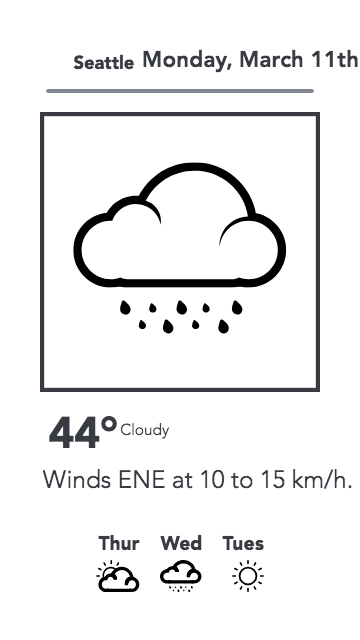 Seattle Monday, March 11th
44° Cloudy
Winds ENE at 10 to 15 km/h.
Thur Wed Tues